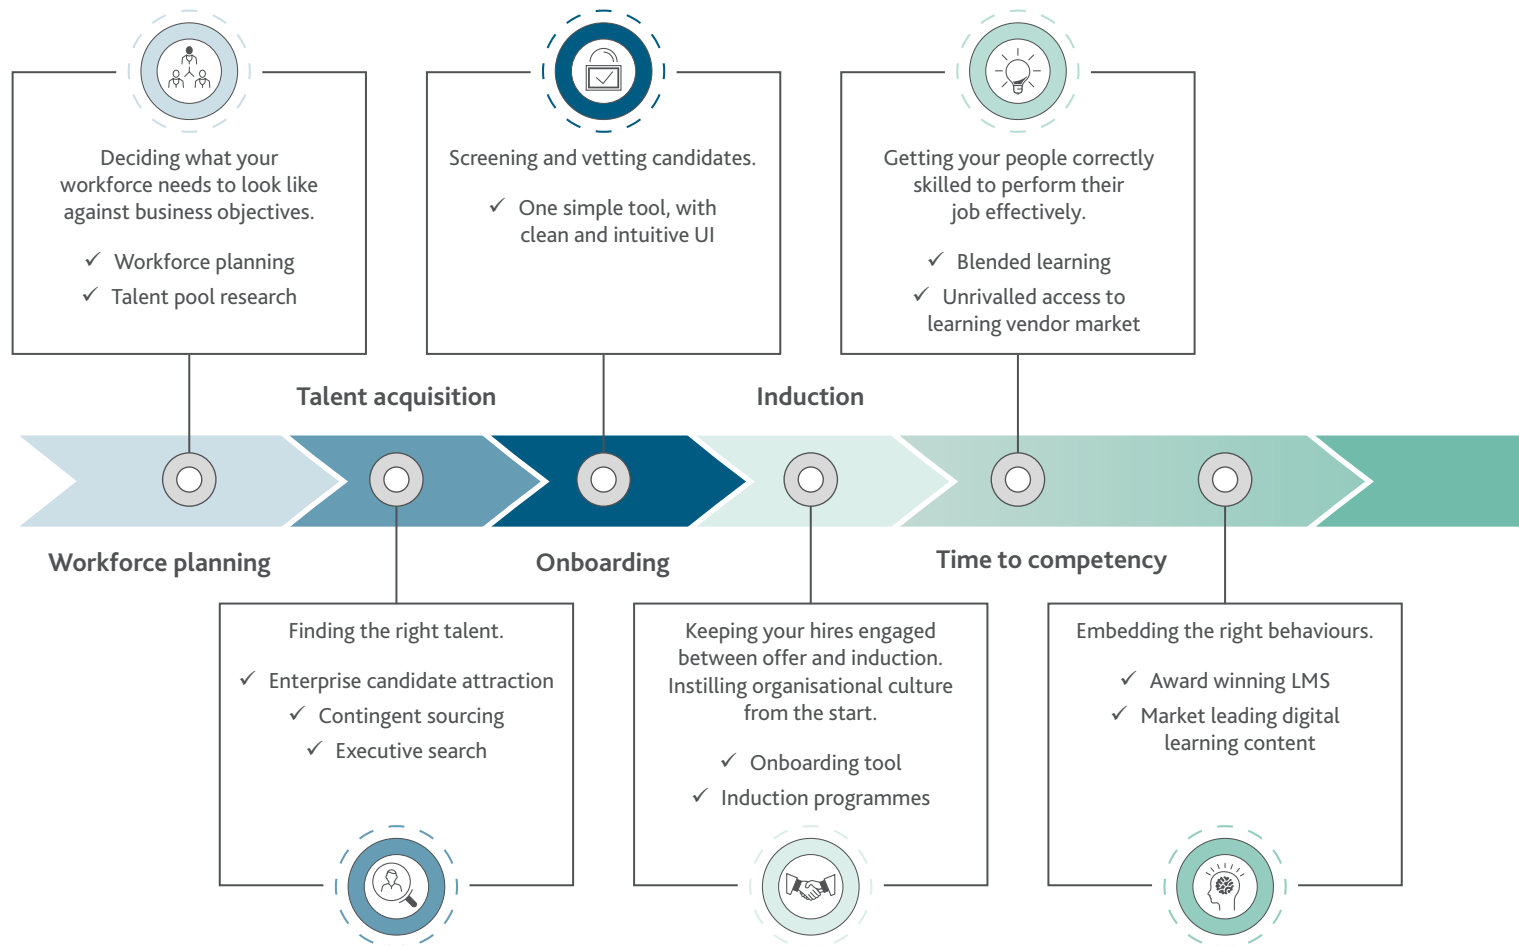 Deciding what your
workforce needs to look like
against business objectives.
✓ Workforce planning
✓ Talent pool research
Screening and vetting candidates.
✓ One simple tool, with
clean and intuitive UI
Getting your people correctly
skilled to perform their
job effectively.
✓ Blended learning
✓ Unrivalled access to
learning vendor market
Talent acquisition
Induction
Workforce planning
Onboarding
Time to competency
Finding the right talent.
✓ Enterprise candidate attraction
✓ Contingent sourcing
✓ Executive search
Keeping your hires engaged
between offer and induction.
Instilling organisational culture
from the start.
✓ Onboarding tool
✓ Induction programmes
Embedding the right behaviours.
✓ Award winning LMS
✓ Market leading digital
learning content